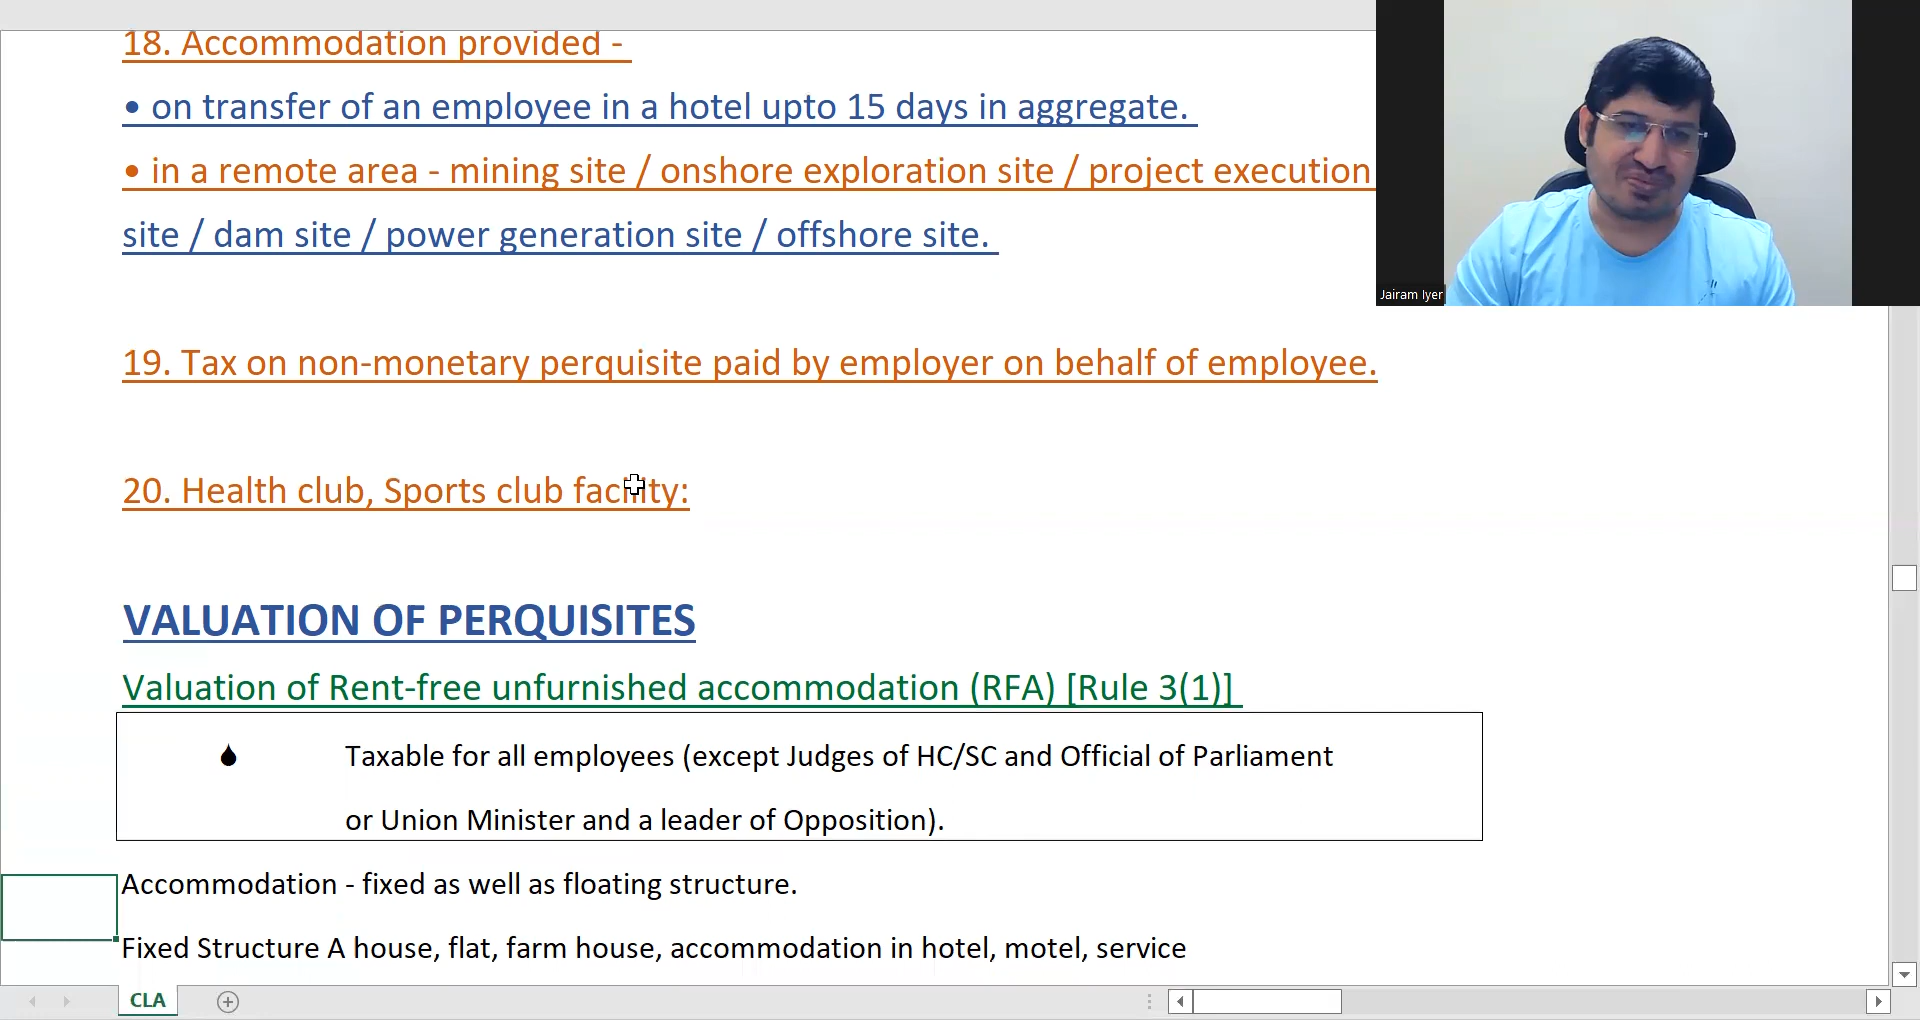 18. Accommodation provided -
• on transfer of an employee in a hotel upto 15 days in aggregate.
• in a remote area - mining site / onshore exploration site / project execution
site / dam site / power generation site / offshore site.
Jairam Iyer
19. Tax on non-monetary perquisite paid by employer on behalf of employee.
20. Health club, Sports club facility:
VALUATION OF PERQUISITES
Valuation of Rent-free unfurnished accommodation (RFA) [Rule 3(1)]
Taxable for all employees (except Judges of HC/SC and Official of Parliament
or Union Minister and a leader of Opposition).
Accommodation - fixed as well as floating structure.
Fixed Structure A house, flat, farm house, accommodation in hotel, motel, service
CLA